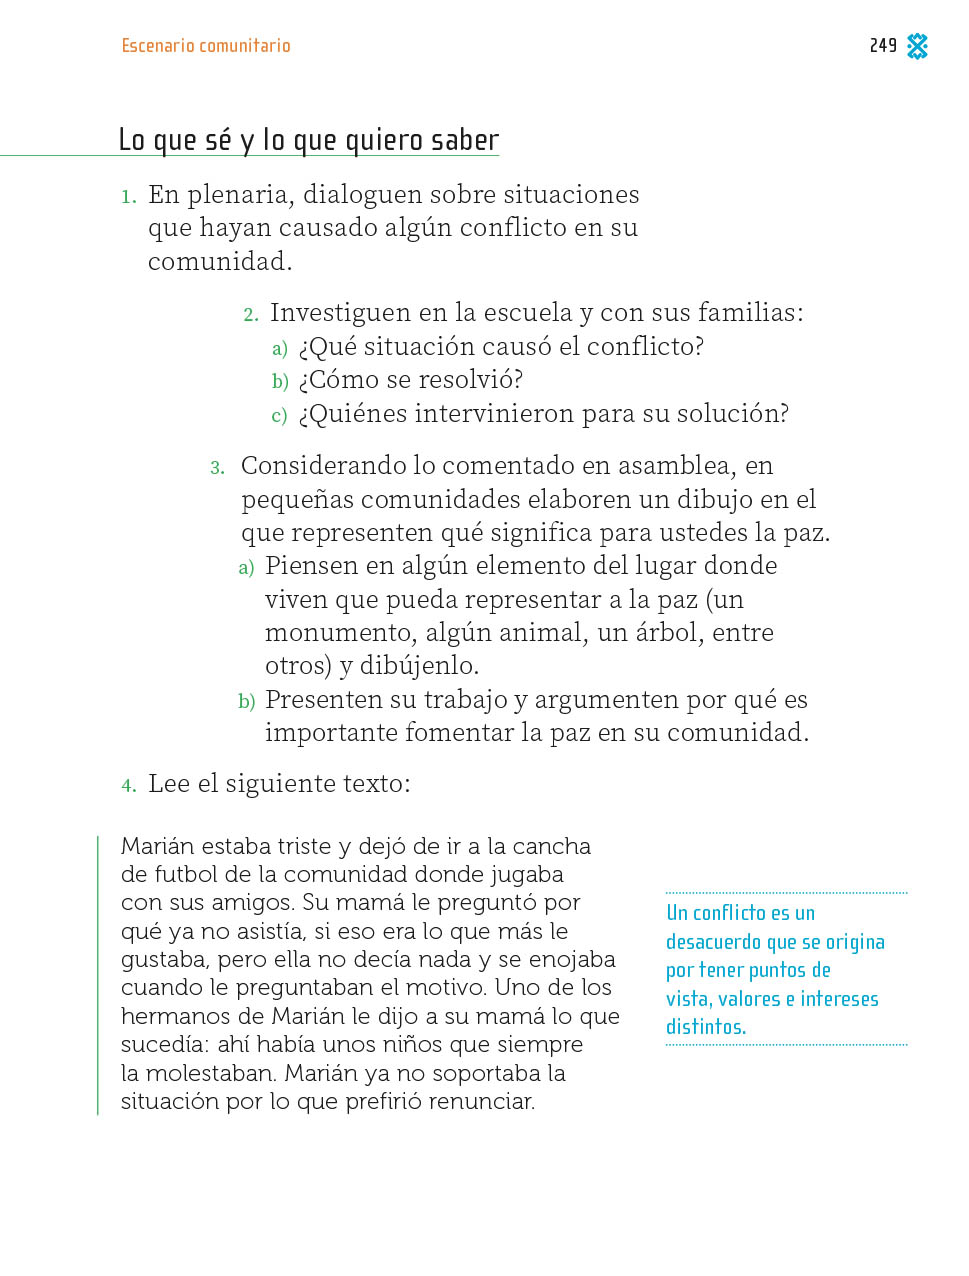 Escenario comunitario
249
Lo que sé y lo que quiero saber
1. En plenaria, dialoguen sobre situaciones
que hayan causado algún conflicto en su
comunidad.
2. Investiguen en la escuela y con sus familias:
a) ¿Qué situación causó el conflicto?
b) ¿Cómo se resolvió?
c) ¿Quiénes intervinieron para su solución?
3. Considerando lo comentado en asamblea, en
pequeñas comunidades elaboren un dibujo en el
que representen qué significa para ustedes la paz.
a) Piensen en algún elemento del lugar donde
viven que pueda representar a la paz (un
monumento, algún animal, un árbol, entre
otros) y dibújenlo.
b) Presenten su trabajo y argumenten por qué es
importante fomentar la paz en su comunidad.
4. Lee el siguiente texto:
Marián estaba triste y dejó de ir a la cancha
de futbol de la comunidad donde jugaba
con sus amigos. Su mamá le preguntó por
qué ya no asistía, si eso era lo que más le
gustaba, pero ella no decía nada y se enojaba
cuando le preguntaban el motivo. Uno de los
hermanos de Marián le dijo a su mamá lo que
sucedía: ahí había unos niños que siempre
la molestaban. Marián ya no soportaba la
situación por lo que prefirió renunciar.
Un conflicto es un
desacuerdo que se origina
por tener puntos de
vista, valores e intereses
distintos.